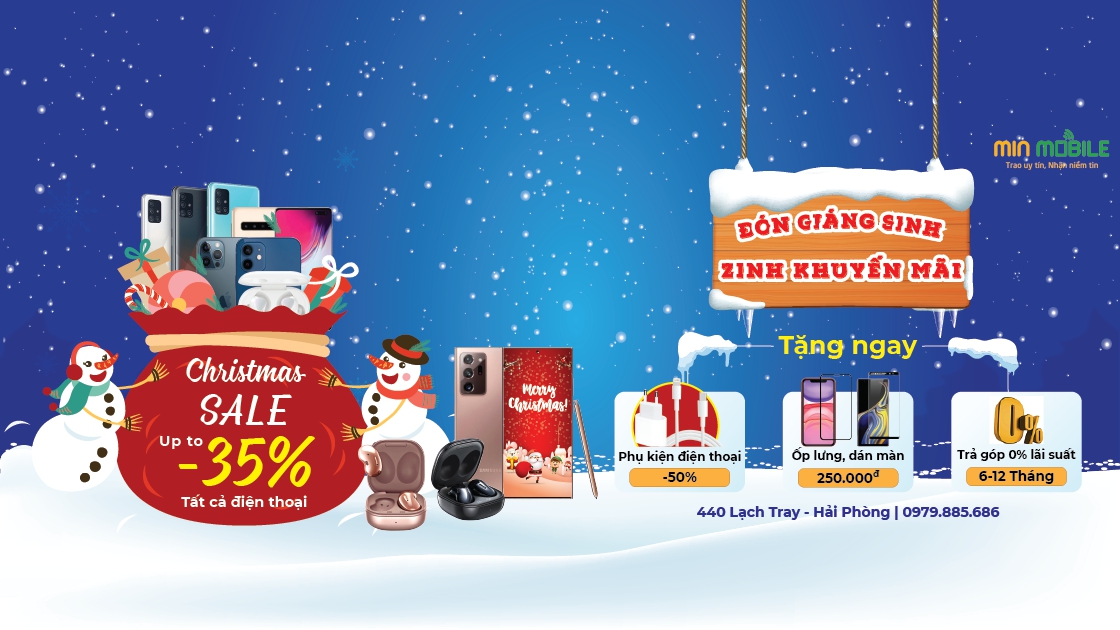 MIN MOBILE
Trao uy tín, Nhận niềm tin
ĐÓN GIÁNG SINH
ZINH KHUYẾN MÃI
Christmas
SALE
Up to
-35%
Tất cả điện thoại
Merry
Christmas!
SAMSUNG
Tặng ngay
Phụ kiện điện thoại
-50%
Ốp lưng, dán màn
250.000đ
0%
Trả góp 0% lãi suất
6-12 Tháng
440 Lạch Tray - Hải Phòng | 0979.885.686